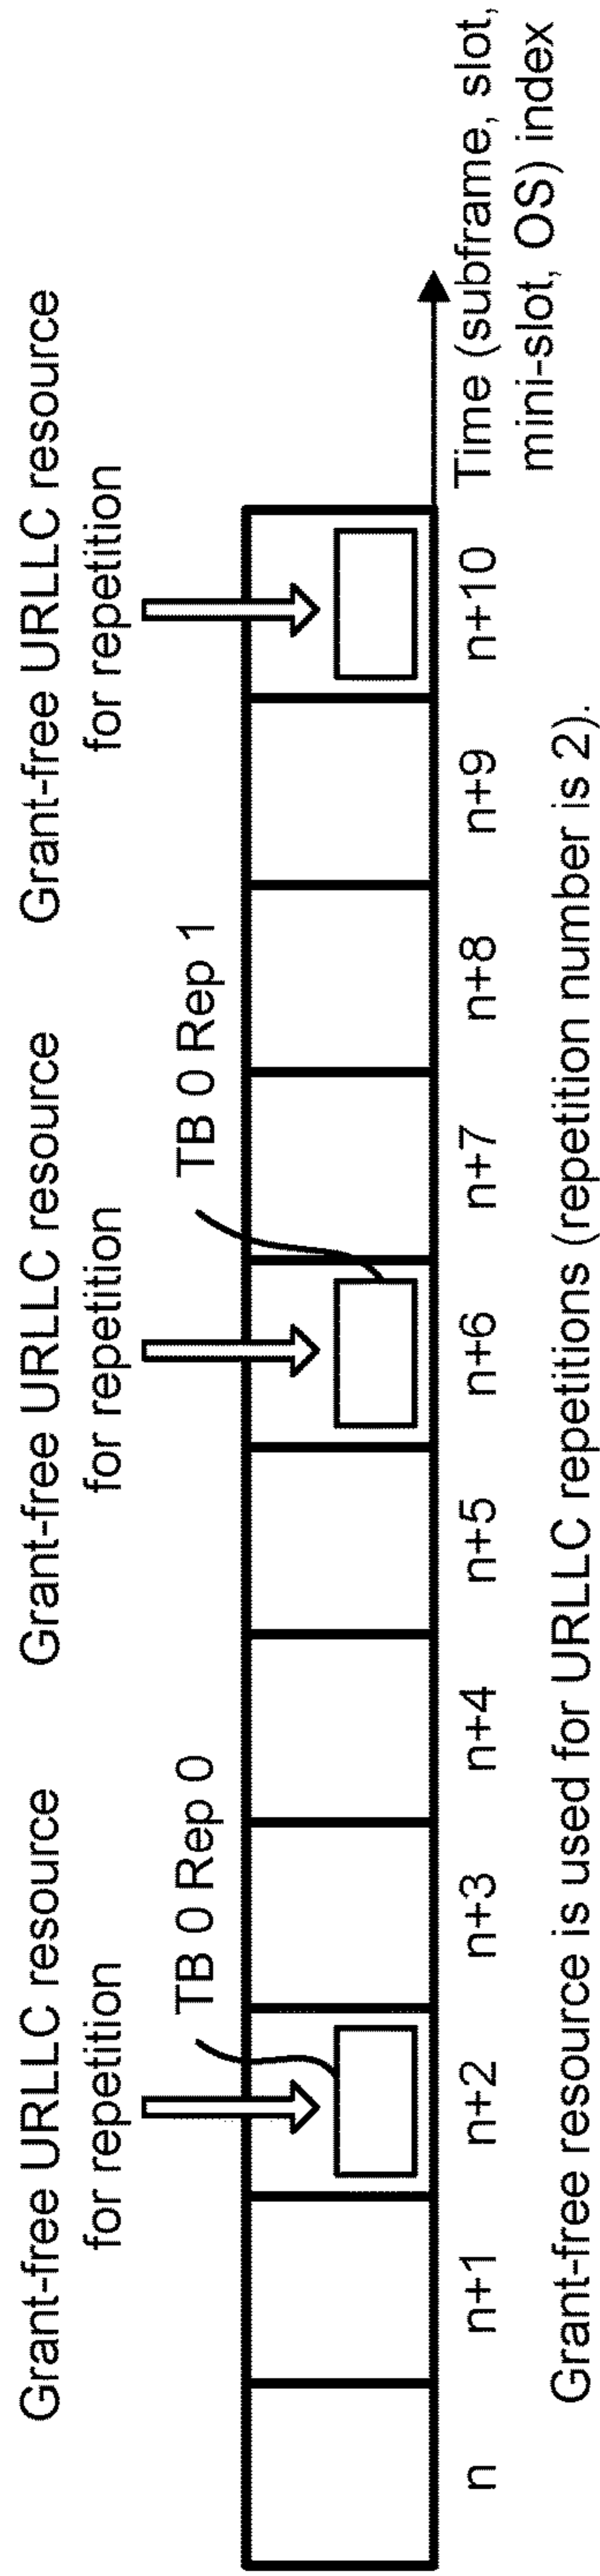 Grant-free URLLC resource
for repetition
Grant-free URLLC resource
for repetition
Grant-free URLLC resource
for repetition
TB 0 Rep 0
TB 0 Rep 1
n
n+1
n+2
n+3
n+4
n+5
n+6
n+7
n+8
n+9
n+10
Time (subframe, slot,
mini-slot, OS) index
Grant-free resource is used for URLLC repetitions (repetition number is 2).